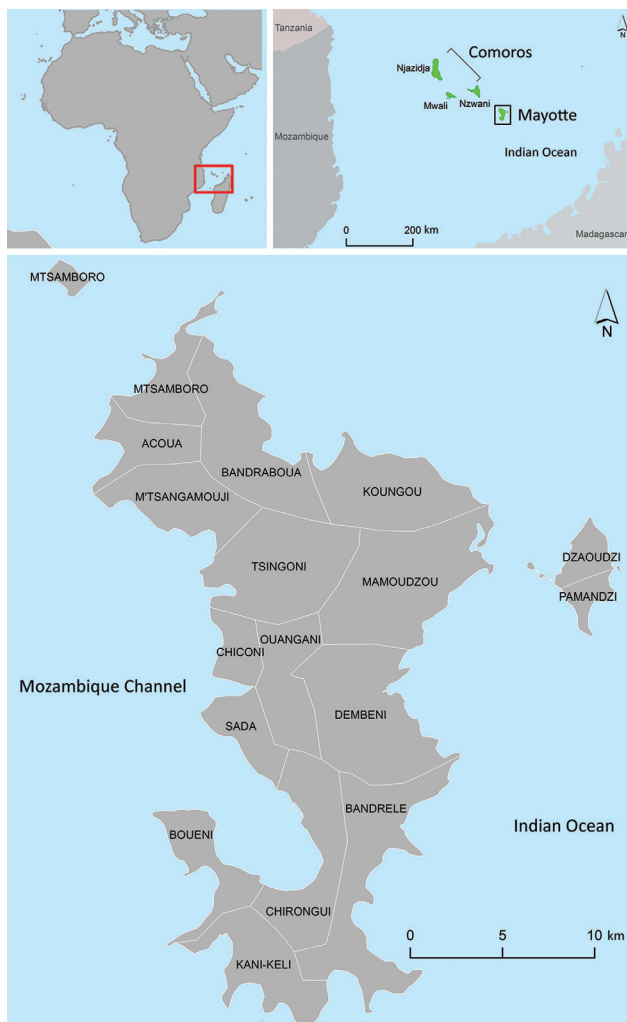 Tanzania
N
Comoros
Njazidja
Mwali
Nzwani
Mayotte
Mozambique
Indian Ocean
0 200 km
Madagascar
MTSAMBORO
N
MTSAMBORO
ACOUA
BANDRABOUA
M'TSANGAMOUJI
KOUNGOU
DZAOUDZI
TSINGONI
MAMOUDZOU
PAMANDZI
OUANGANI
CHICONI
Mozambique Channel
DEMBENI
SADA
BANDRELE
Indian Ocean
BOUENI
CHIRONGUI
0 5 10 km
KANI-KELI